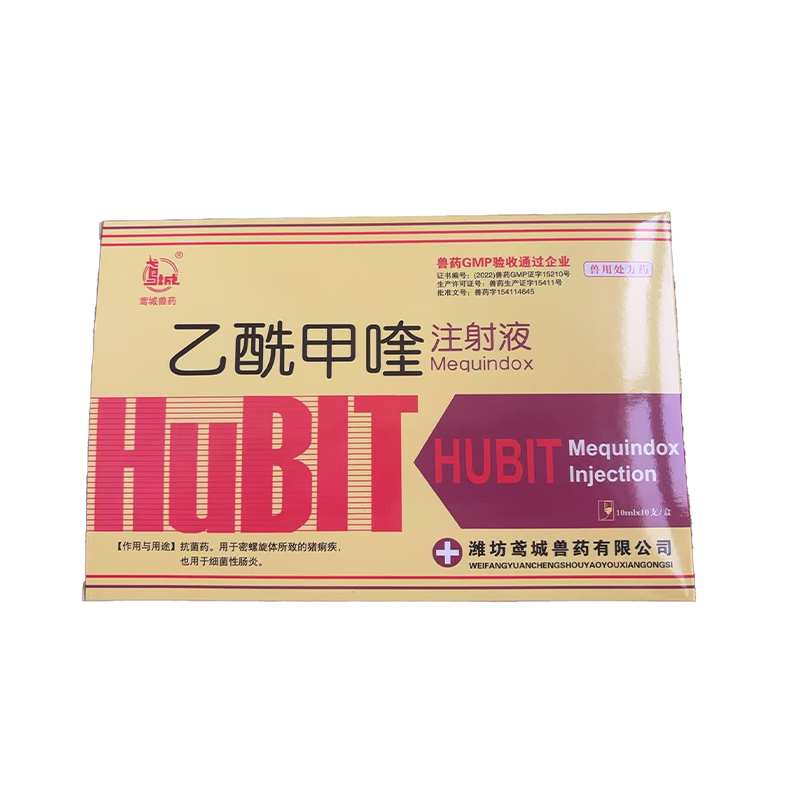 鸢城
®
鸢城兽药
兽药GMP验收通过企业
证书编号：(2022)兽药GMP证字15210号
生产许可证号：兽药生产证字15411号
批准文号：兽药字154114645
兽用处方药
乙酰甲喹 注射液
Mequindox
HuBIT
HUBIT Mequindox
Injection
10ml×10支/盒
【作用与用途】抗菌药。用于密螺旋体所致的猪痢疾，
也用于细菌性肠炎。
潍坊鸢城兽药有限公司
WEIFANGYUANCHENGSHOUYAOYOUXIANGONGSI